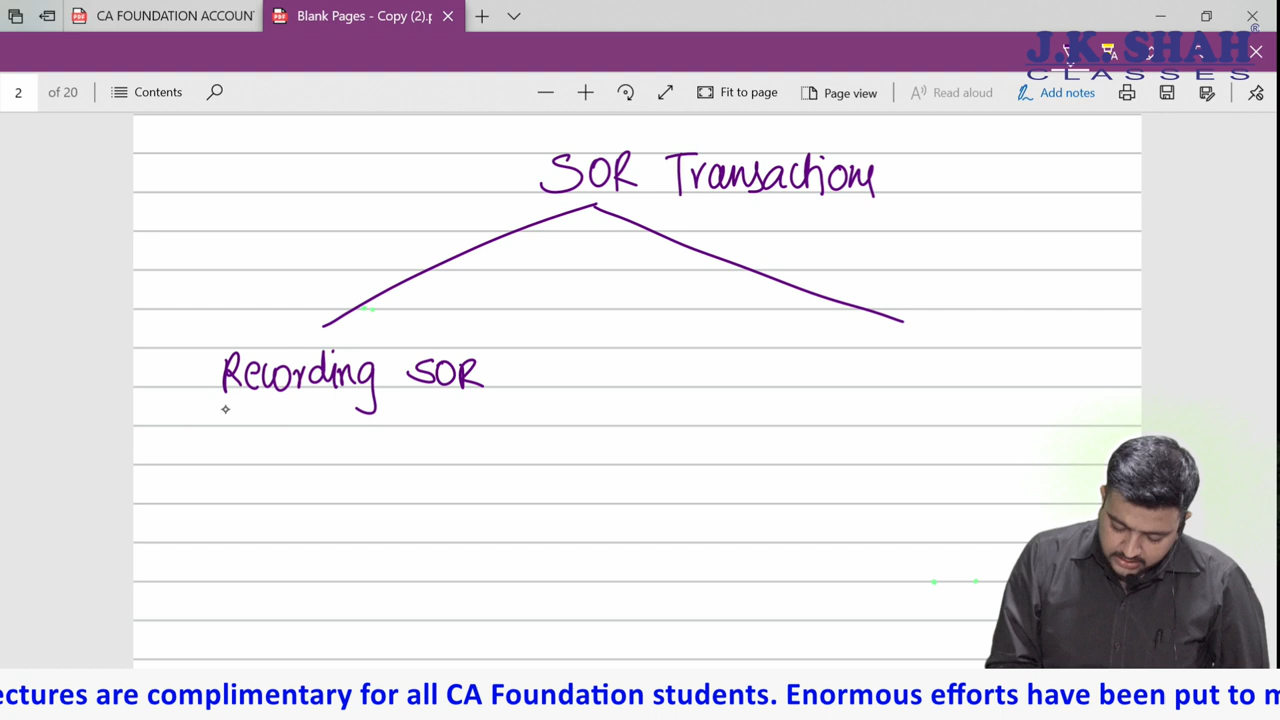 CA FOUNDATION ACCOUN
Blank Pages - Copy (2).p
J.K. SHAH®
CLASSES
2 of 20 Contents Fit to page Page view Read aloud Add notes
SOR Transactions
Recording SOR
ectures are complimentary for all CA Foundation students. Enormous efforts have been put to m